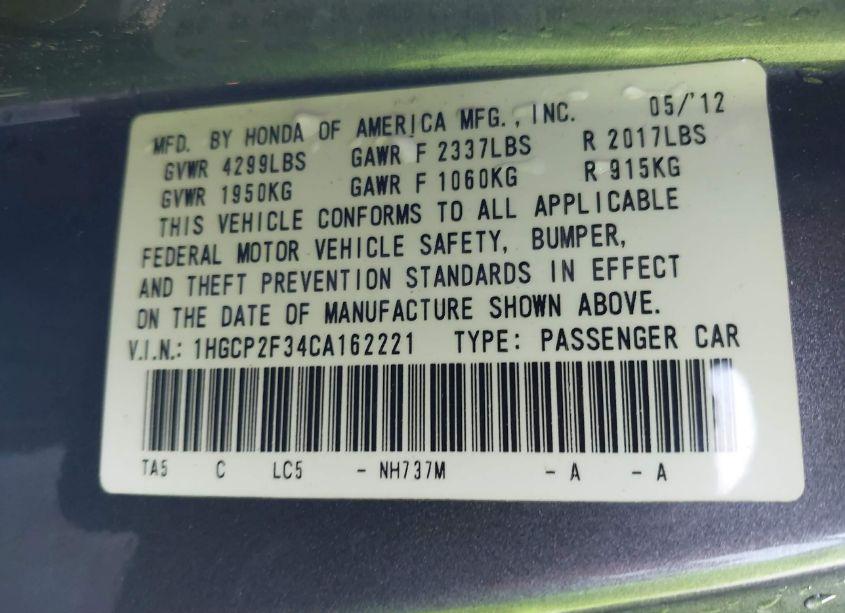 MFD. BY HONDA OF AMERICA MFG., INC. 05/'12
GVWR 4299LBS GAWR F 2337LBS R 2017LBS
GVWR 1950KG GAWR F 1060KG R 915KG
THIS VEHICLE CONFORMS TO ALL APPLICABLE
FEDERAL MOTOR VEHICLE SAFETY, BUMPER,
AND THEFT PREVENTION STANDARDS IN EFFECT
ON THE DATE OF MANUFACTURE SHOWN ABOVE.
V.I.N.: 1HGCP2F34CA162221 TYPE: PASSENGER CAR
TA5 C LC5 - NH737M - A - A